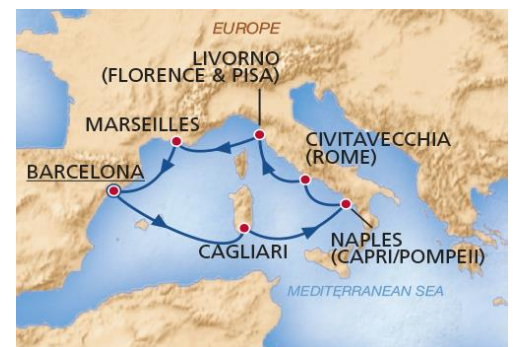 EUROPE
LIVORNO
(FLORENCE & PISA)
MARSEILLES
CIVITAVECCHIA
(ROME)
BARCELONA
CAGLIARI
NAPLES
(CAPRI/POMPEII)
MEDITERRANEAN SEA